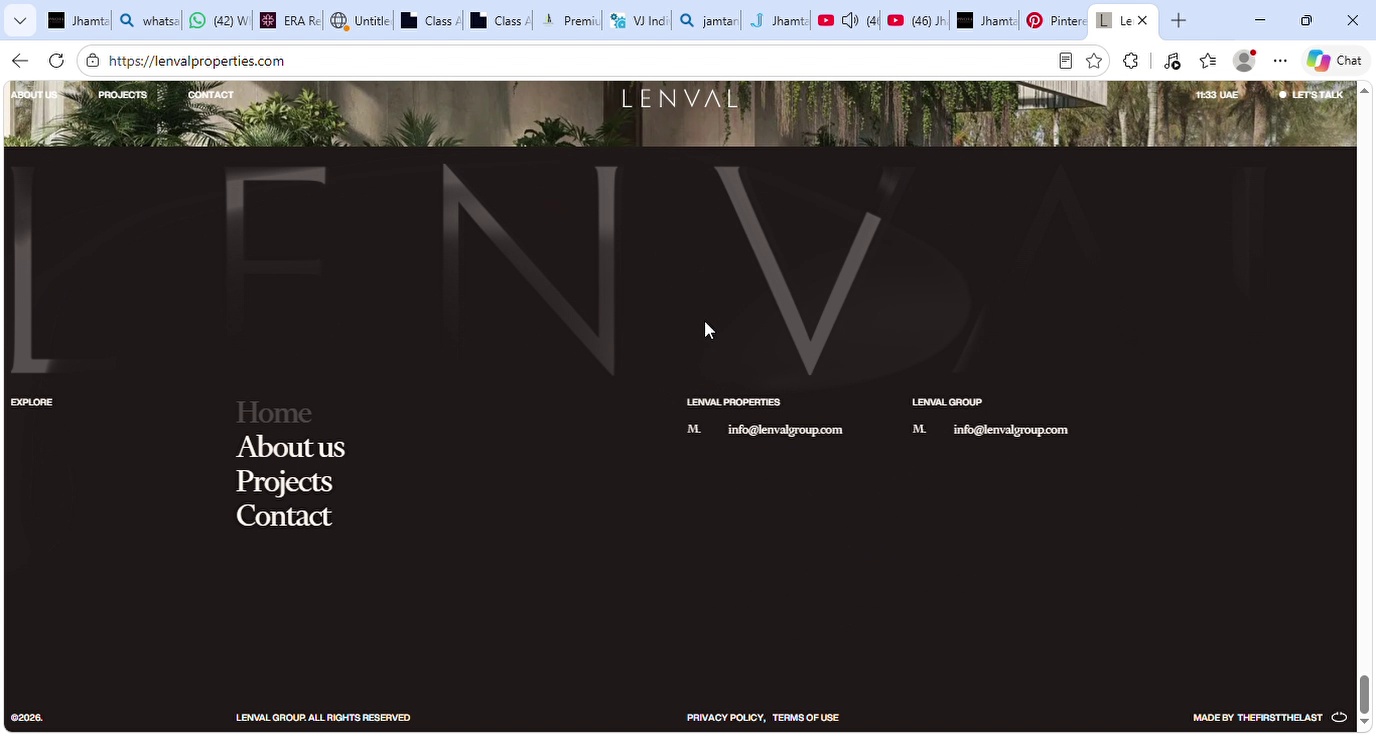 Jhamta
whatsa
(42) W
ERA Re
Untitle
Class A
Class A
Premiu
VJ Indi
jamtar
Jhamta
(46
(46) Jh
Jhamta
Pintere
Le
https://lenvalproperties.com
Chat
ABOUT US
PROJECTS
CONTACT
LENVAL
11:33 UAE
LET'S TALK
LENVAL
EXPLORE
Home
About us
Projects
Contact
LENVAL PROPERTIES
M. info@lenvalgroup.com
LENVAL GROUP
M. info@lenvalgroup.com
©2026.
LENVAL GROUP. ALL RIGHTS RESERVED
PRIVACY POLICY, TERMS OF USE
MADE BY THEFIRSTTHELAST